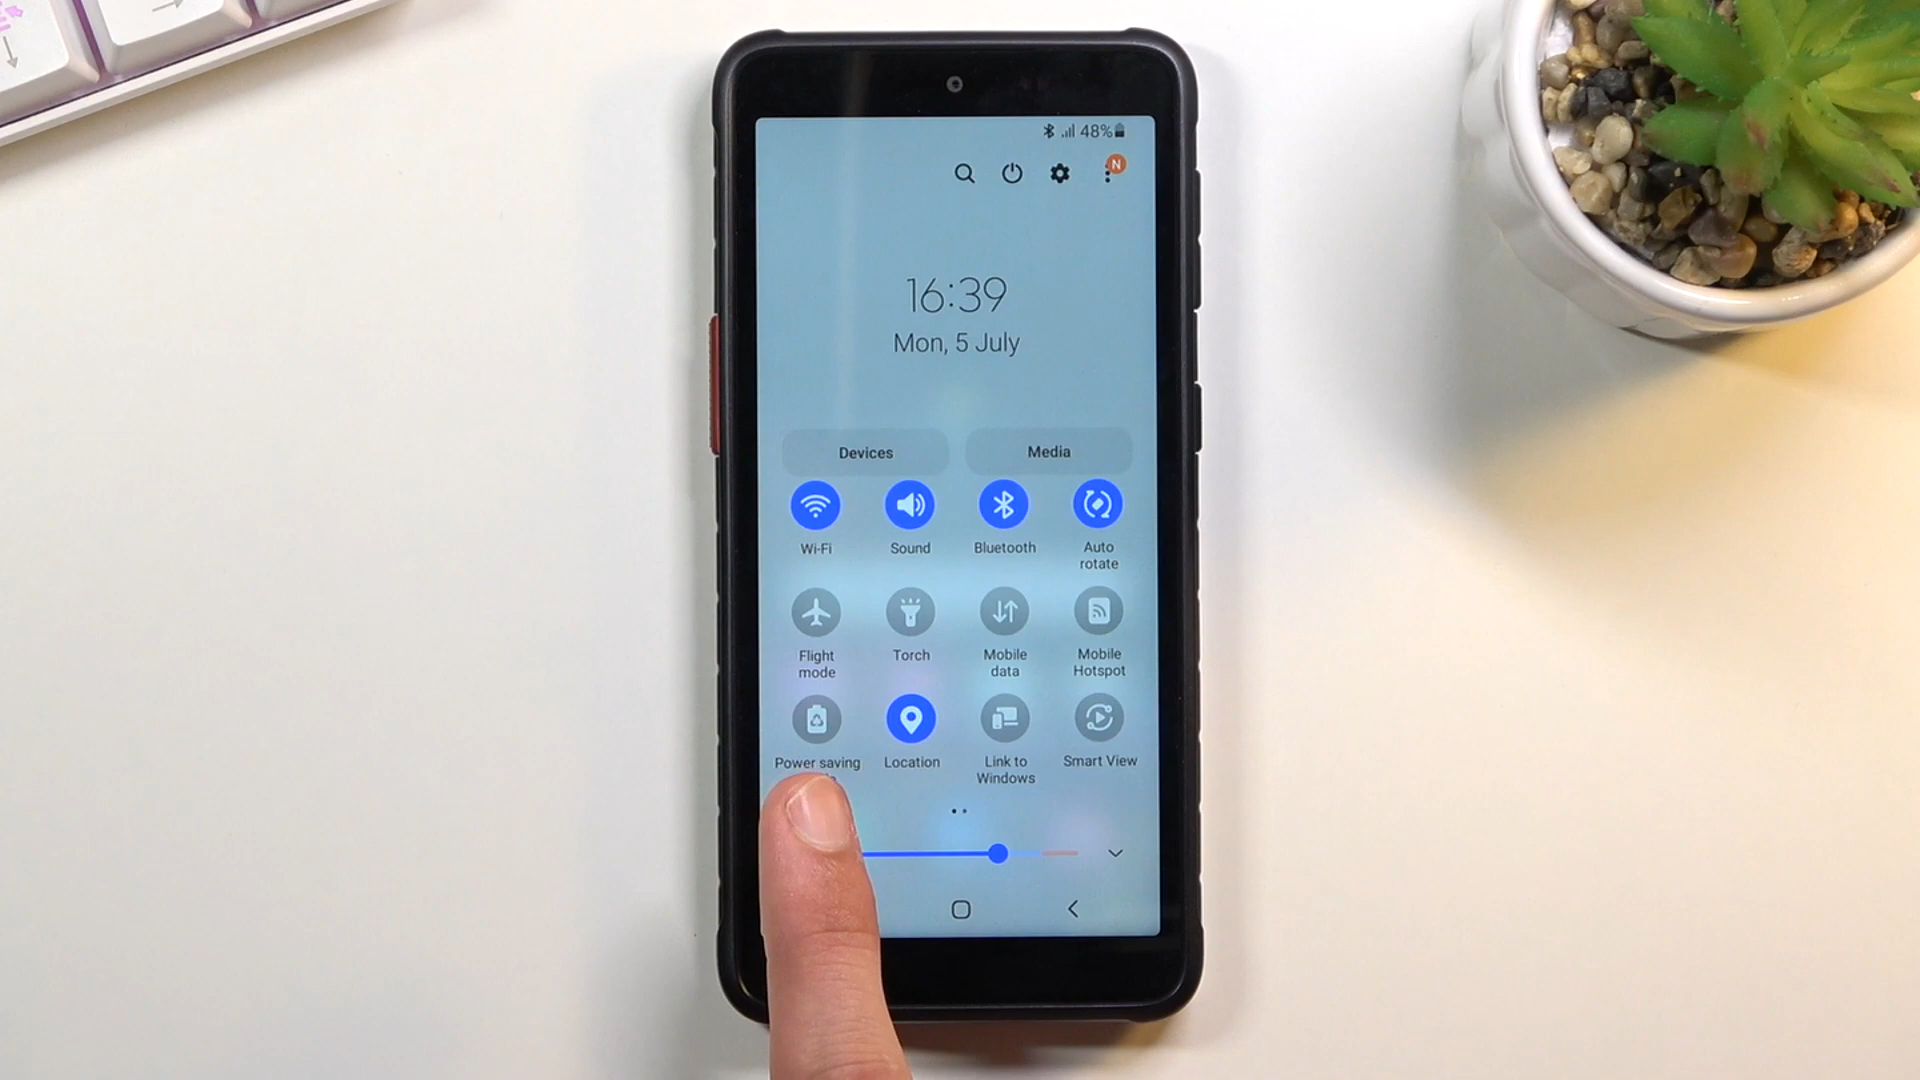 48%
N
16:39
Mon, 5 July
Devices
Media
Wi-Fi
Sound
Bluetooth
Auto
rotate
Flight
mode
Torch
Mobile
data
Mobile
Hotspot
Power saving
Location
Link to
Windows
Smart View